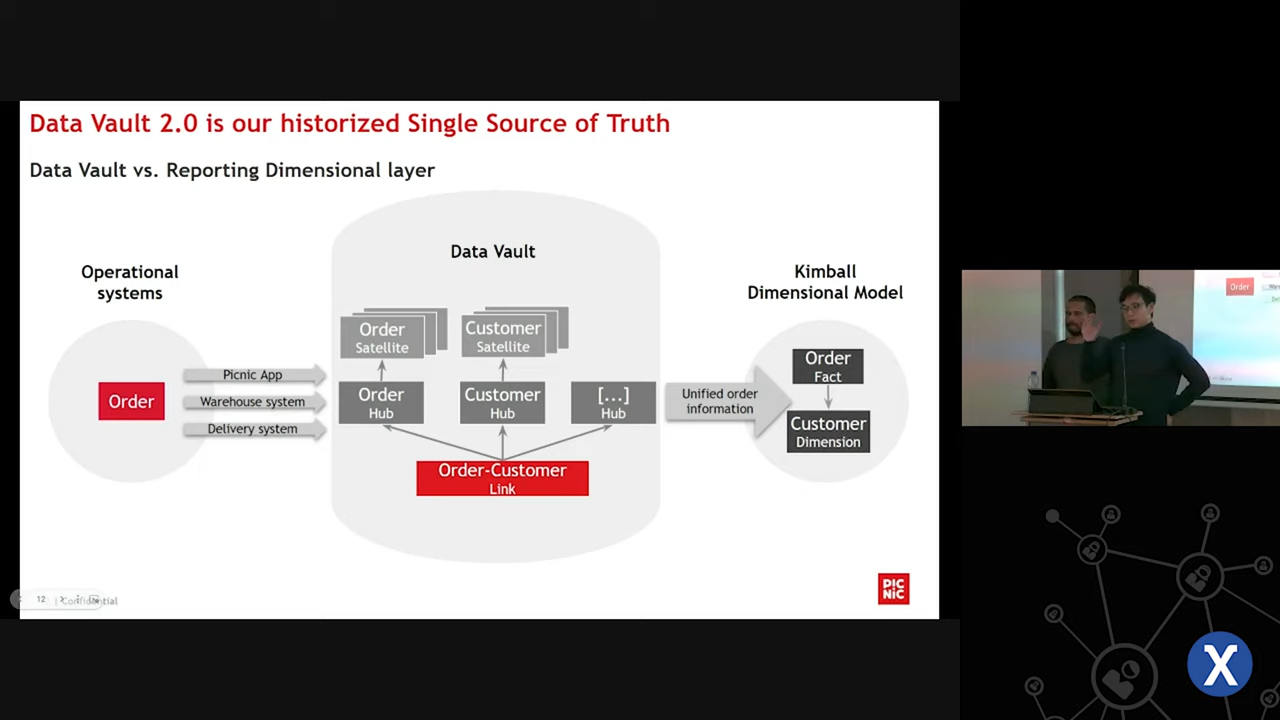 Data Vault 2.0 is our historized Single Source of Truth
Data Vault vs. Reporting Dimensional layer
Operational
systems
Order
Picnic App
Warehouse system
Delivery system
Data Vault
Order
Satellite
Customer
Satellite
Order
Hub
Customer
Hub
[...]
Hub
Order-Customer
Link
Unified order
information
Kimball
Dimensional Model
Order
Fact
Customer
Dimension
12
| Confidential
PIC
NIC
Order
X